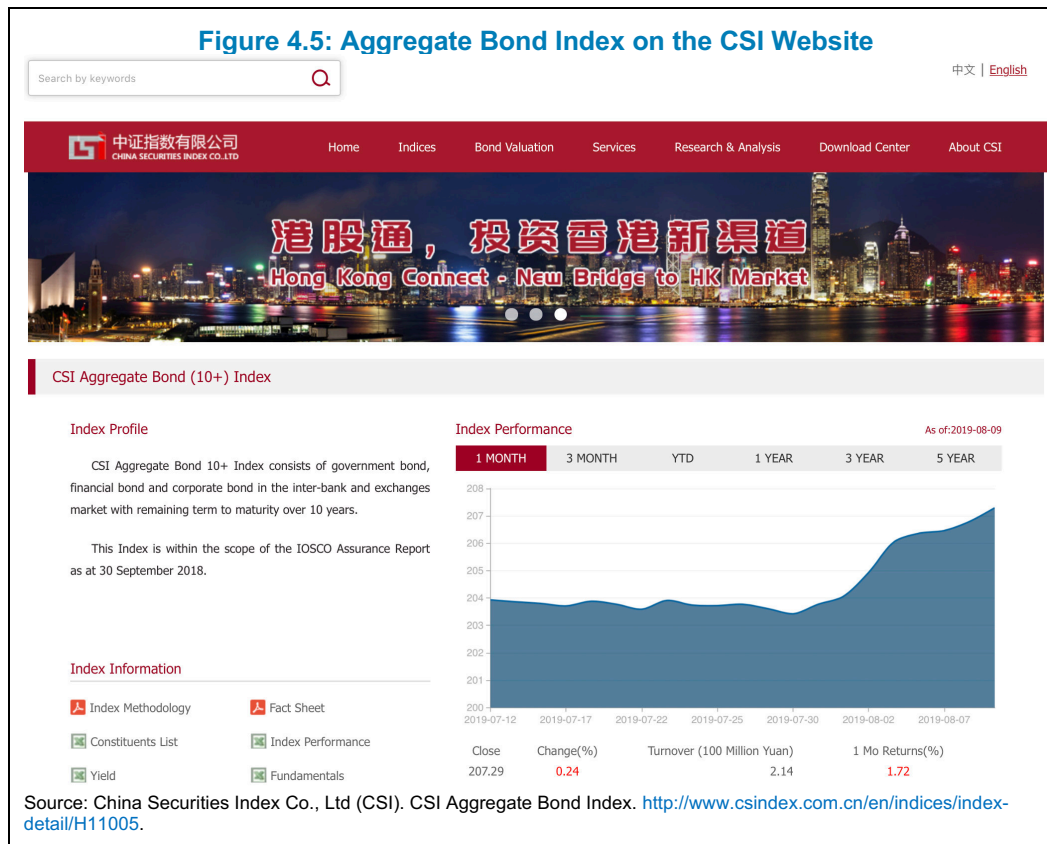 Figure 4.5: Aggregate Bond Index on the CSI Website
Search by keywords
中文 | English
中证指数有限公司
CHINA SECURITIES INDEX CO.,LTD
Home Indices Bond Valuation Services Research & Analysis Download Center About CSI
港股通，投资香港新渠道
Hong Kong Connect - New Bridge to HK Market
CSI Aggregate Bond (10+) Index
Index Profile
CSI Aggregate Bond 10+ Index consists of government bond,
financial bond and corporate bond in the inter-bank and exchanges
market with remaining term to maturity over 10 years.
This Index is within the scope of the IOSCO Assurance Report
as at 30 September 2018.
Index Information
Index Methodology Fact Sheet
Constituents List Index Performance
Yield Fundamentals
Index Performance As of:2019-08-09
1 MONTH 3 MONTH YTD 1 YEAR 3 YEAR 5 YEAR
208
207
206
205
204
203
202
201
200
2019-07-12 2019-07-17 2019-07-22 2019-07-25 2019-07-30 2019-08-02 2019-08-07
Close Change(%) Turnover (100 Million Yuan) 1 Mo Returns(%)
207.29 0.24 2.14 1.72
Source: China Securities Index Co., Ltd (CSI). CSI Aggregate Bond Index. http://www.csindex.com.cn/en/indices/index-
detail/H11005.